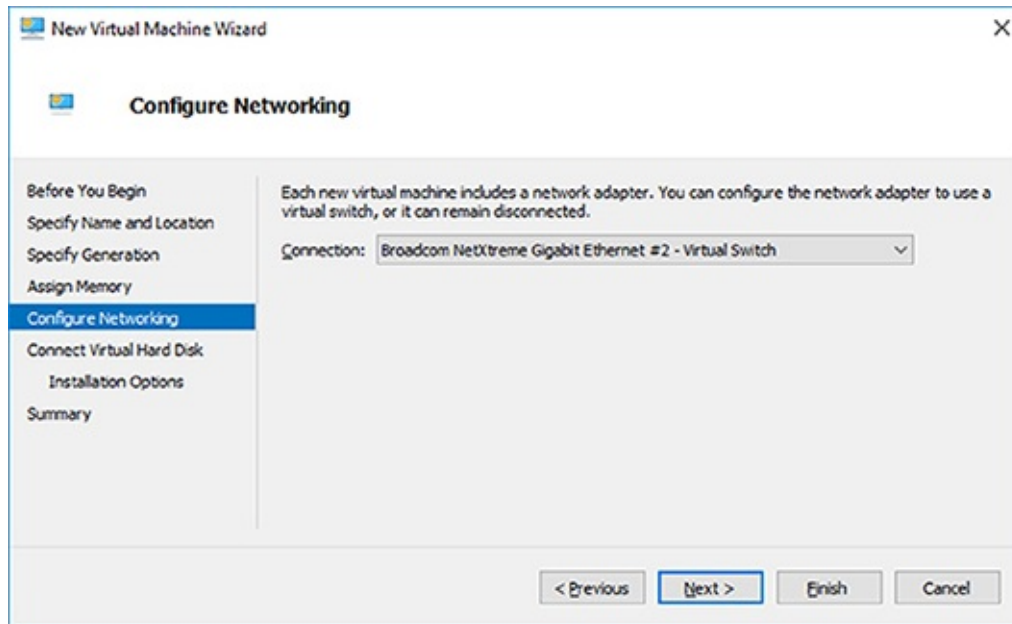 New Virtual Machine Wizard
Configure Networking
Before You Begin
Specify Name and Location
Specify Generation
Assign Memory
Configure Networking
Connect Virtual Hard Disk
Installation Options
Summary
Each new virtual machine includes a network adapter. You can configure the network adapter to use a
virtual switch, or it can remain disconnected.
Connection: Broadcom NetXtreme Gigabit Ethernet #2 - Virtual Switch
< Previous Next > Finish Cancel